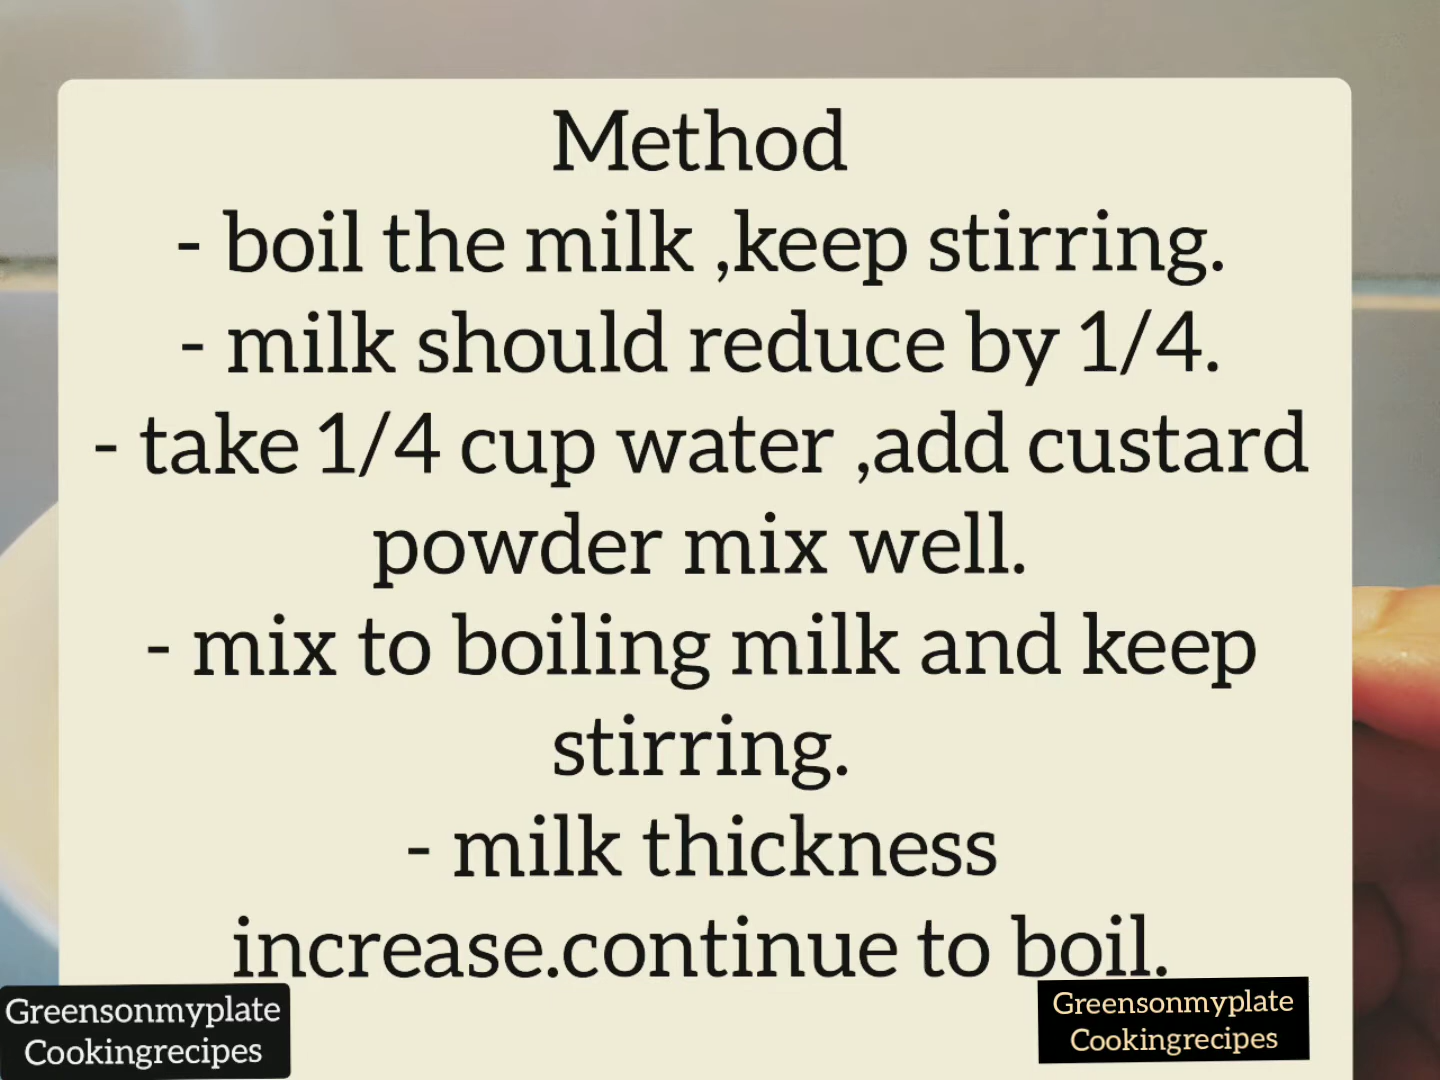 Method
- boil the milk ,keep stirring.
- milk should reduce by 1/4.
- take 1/4 cup water ,add custard
powder mix well.
- mix to boiling milk and keep
stirring.
- milk thickness
increase.continue to boil.
Greensonmyplate
Cookingrecipes
Greensonmyplate
Cookingrecipes